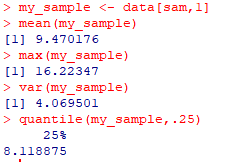 > my_sample <- data[sam,1]
> mean(my_sample)
[1] 9.470176
> max(my_sample)
[1] 16.22347
> var(my_sample)
[1] 4.069501
> quantile(my_sample,.25)
     25%
8.118875